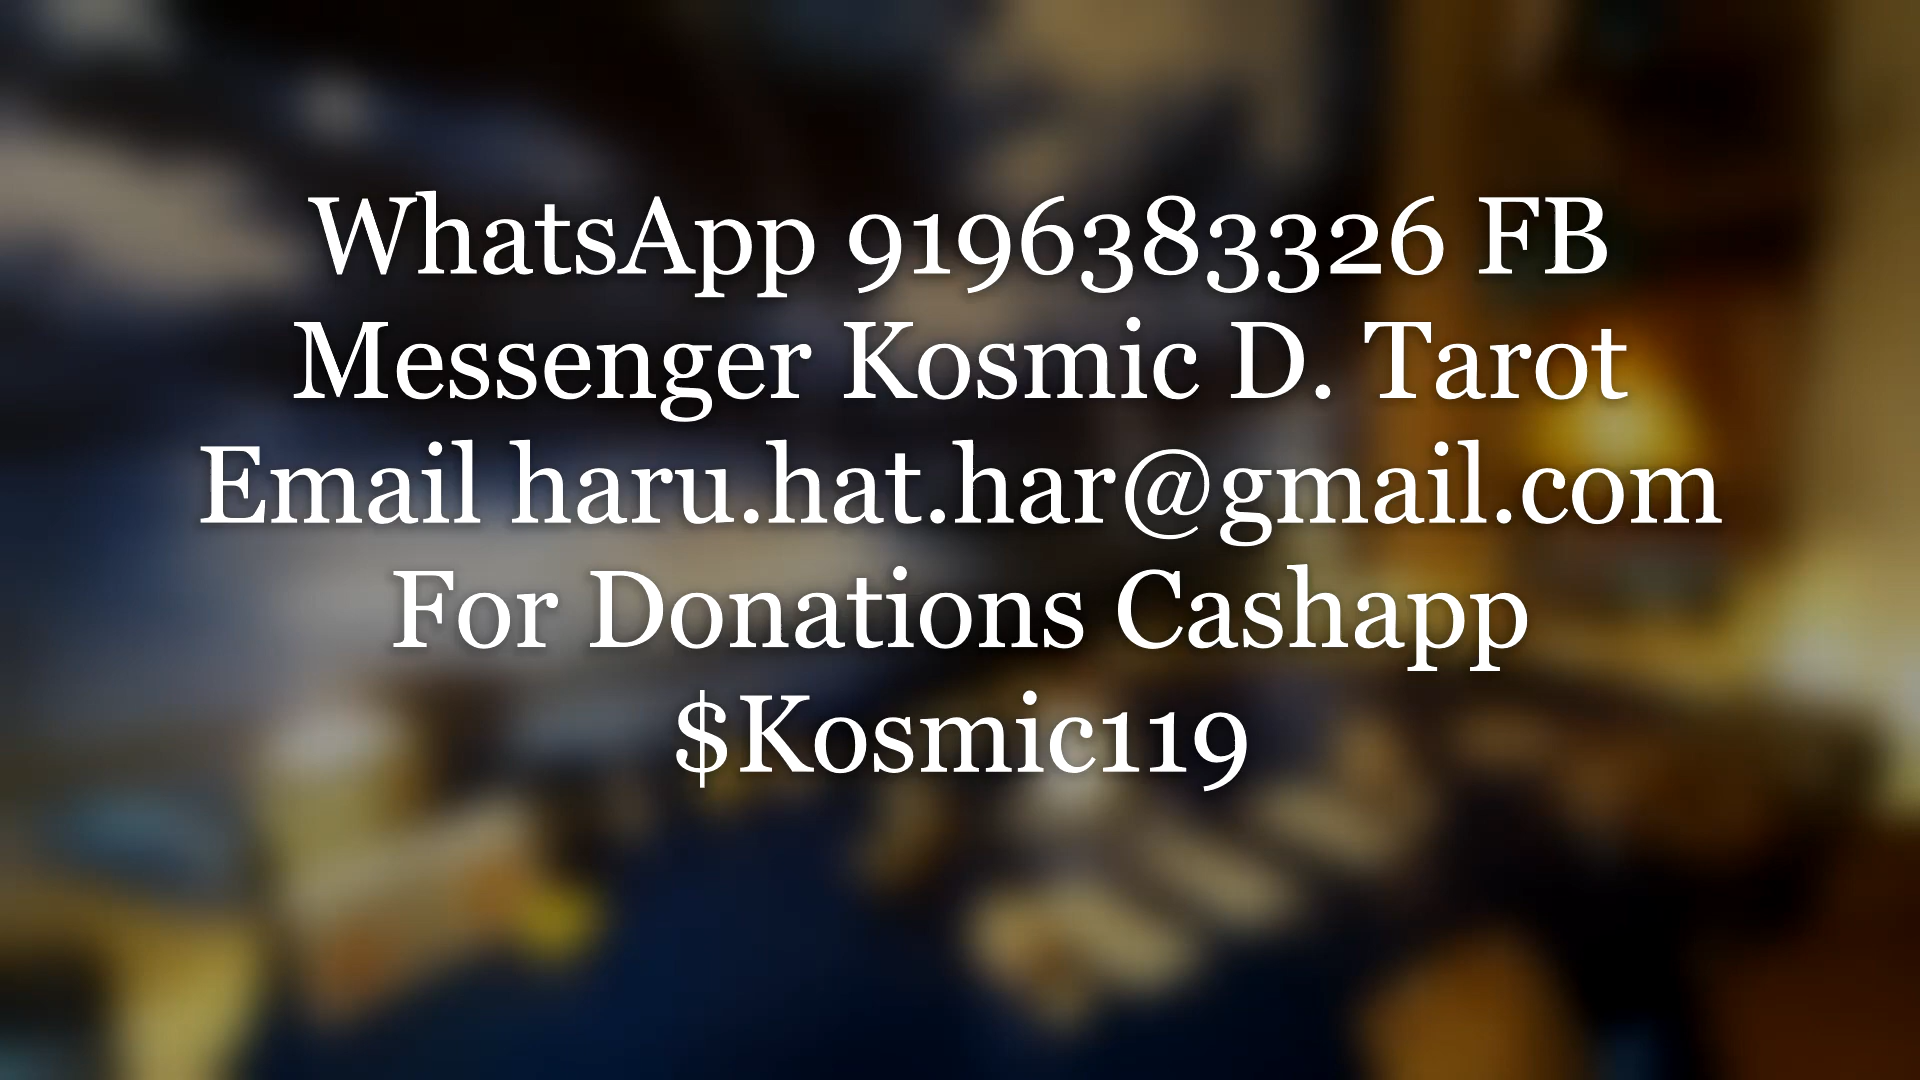 WhatsApp 9196383326 FB
Messenger Kosmic D. Tarot
Email haru.hat.har@gmail.com
For Donations Cashapp
$Kosmic119